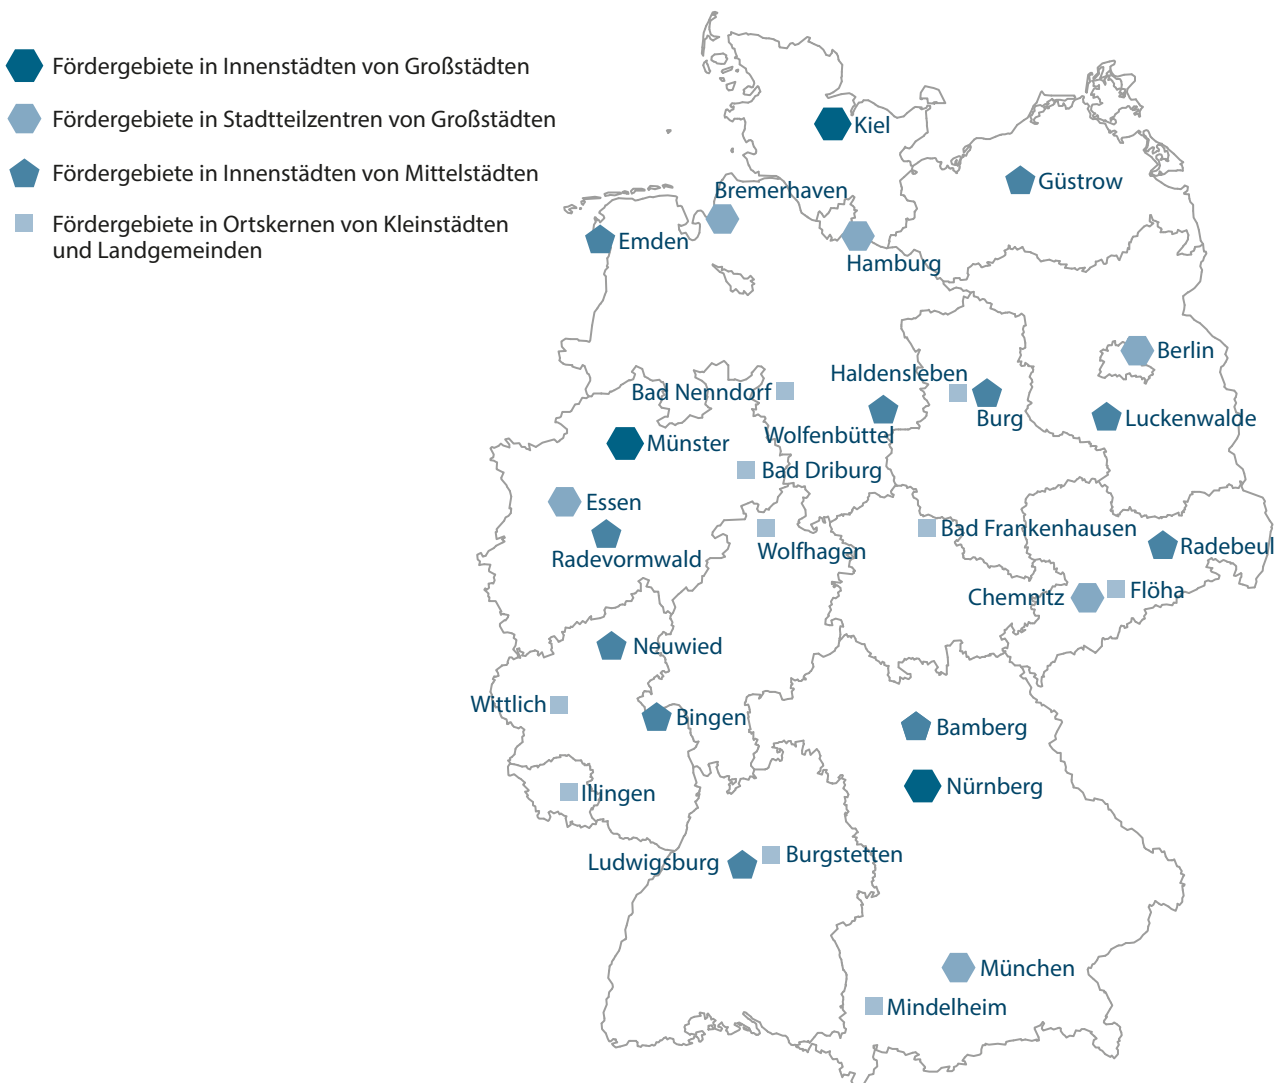 Fördergebiete in Innenstädten von Großstädten
Fördergebiete in Stadtteilzentren von Großstädten
Fördergebiete in Innenstädten von Mittelstädten
Fördergebiete in Ortskernen von Kleinstädten
und Landgemeinden
Kiel
Güstrow
Bremerhaven
Emden
Hamburg
Berlin
Haldensleben
Bad Nenndorf
Burg
Luckenwalde
Wolfenbüttel
Münster
Bad Driburg
Essen
Bad Frankenhausen
Radebeul
Wolfhagen
Radevormwald
Flöha
Chemnitz
Neuwied
Wittlich
Bingen
Bamberg
Nürnberg
Illingen
Burgstetten
Ludwigsburg
München
Mindelheim